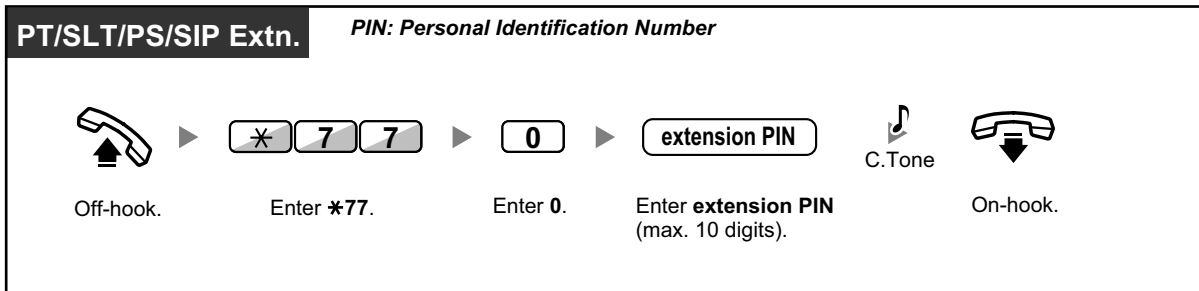 PT/SLT/PS/SIP Extn.
PIN: Personal Identification Number
* 7 7
0
extension PIN
C.Tone
Off-hook.
Enter *77.
Enter 0.
Enter extension PIN
(max. 10 digits).
On-hook.